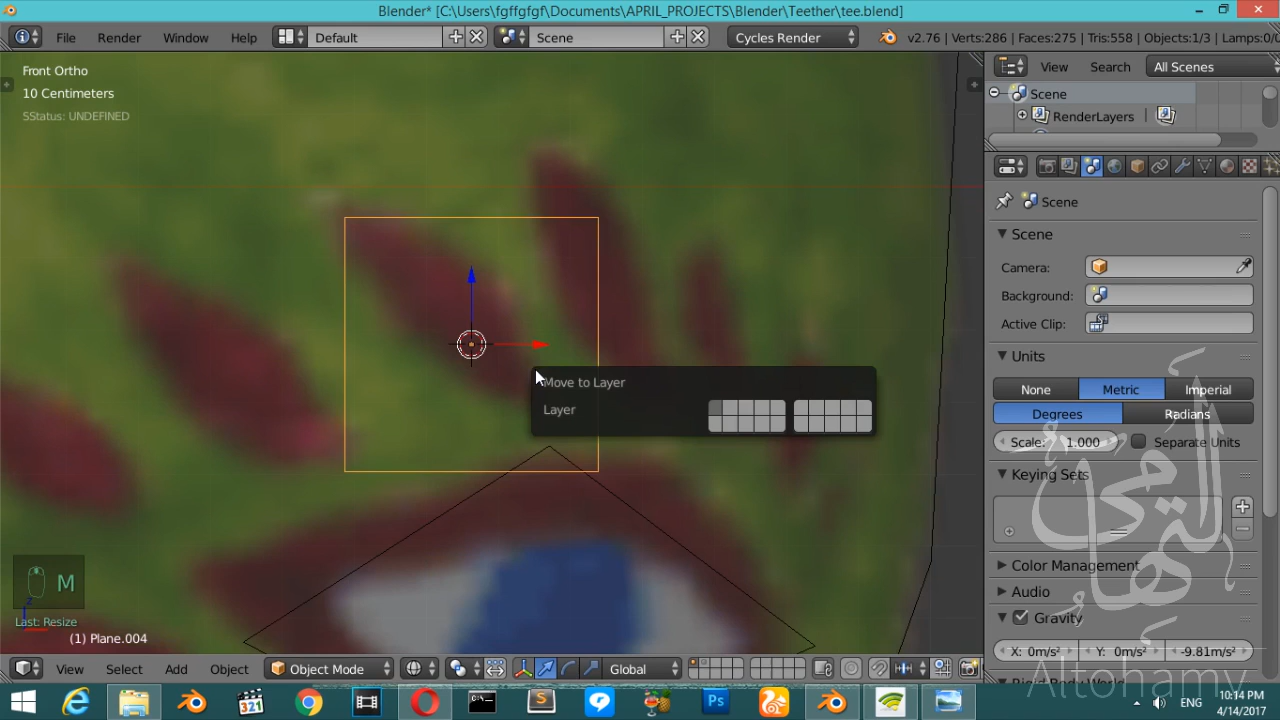 Blender* [C:\Users\fgffgfgf\Documents\APRIL_PROJECTS\Blender\Teether\tee.blend]
File Render Window Help Default Scene Cycles Render v2.76 | Verts:286 | Faces:275 | Tris:558 | Objects:1/3 | Lamps:0/0
Front Ortho
10 Centimeters
SStatus: UNDEFINED
View Search All Scenes
Scene
RenderLayers
Scene
Scene
Camera:
Background:
Active Clip:
Units
None Metric Imperial
Degrees Radians
Scale: 1.000 Separate Units
Keying Sets
Color Management
Audio
Gravity
X: 0m/s² Y: 0m/s² -9.81m/s²
Move to Layer
Layer
M
Last: Resize
(1) Plane.004
z
View Select Add Object Object Mode Global
التهامي
Altohami
321
Ps
ENG
10:14 PM
4/14/2017